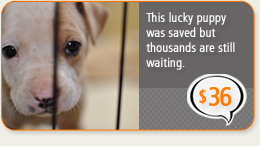 This lucky puppy
was saved but
thousands are still
waiting.
$36